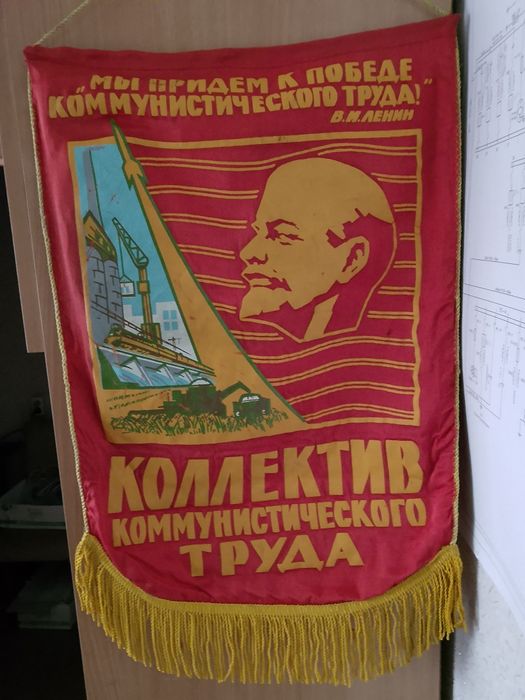 „МЫ ПРИДЕМ К ПОБЕДЕ
КОММУНИСТИЧЕСКОГО ТРУДА!"
В.И.ЛЕНИН
КОЛЛЕКТИВ
КОММУНИСТИЧЕСКОГО
ТРУДА